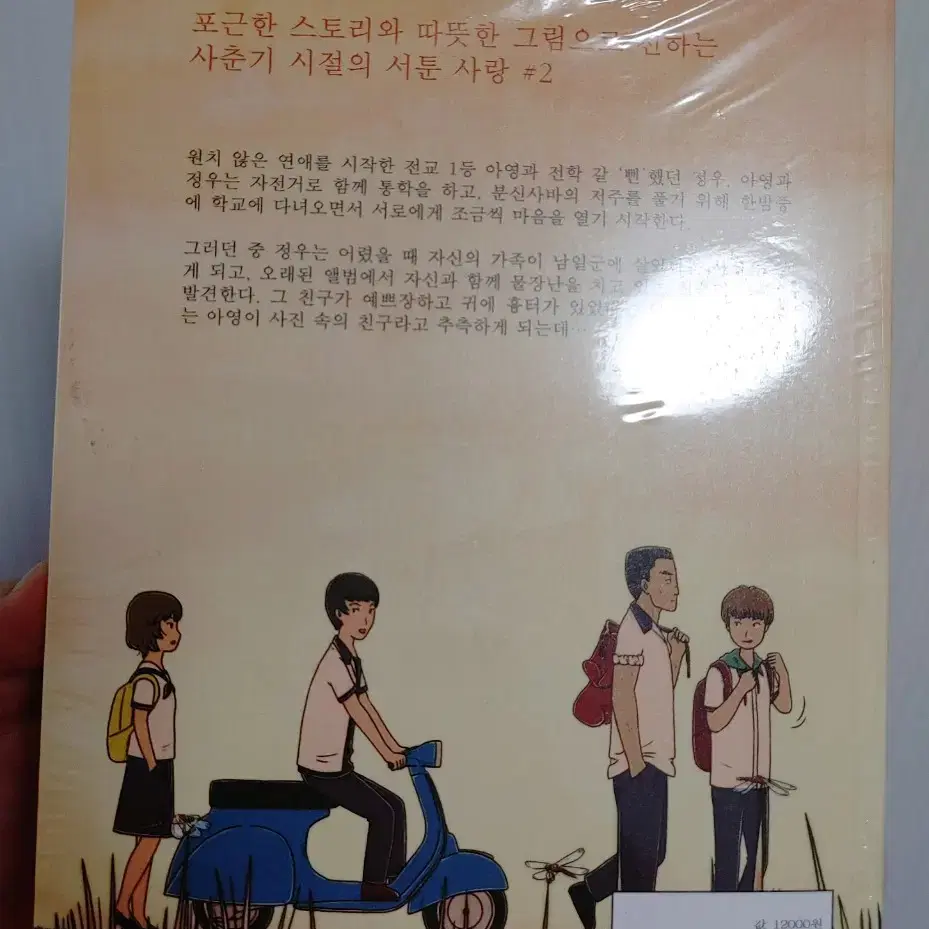 포근한 스토리와 따뜻한 그림으로 전하는
사춘기 시절의 서툰 사랑 #2
원치 않은 연애를 시작한 전교 1등 아영과 전학 갈 '뻔'했던 정우. 아영과
정우는 자전거로 함께 통학을 하고, 분신사바의 저주를 풀기 위해 한밤중
에 학교에 다녀오면서 서로에게 조금씩 마음을 열기 시작한다.
그러던 중 정우는 어렸을 때 자신의 가족이 남일군에
게 되고, 오래된 앨범에서 자신과 함께 물장난을 치고
발견한다. 그 친구가 예쁘장하고 귀에 흉터가
는 아영이 사진 속의 친구라고 추측하게 되는데…
값 12000원